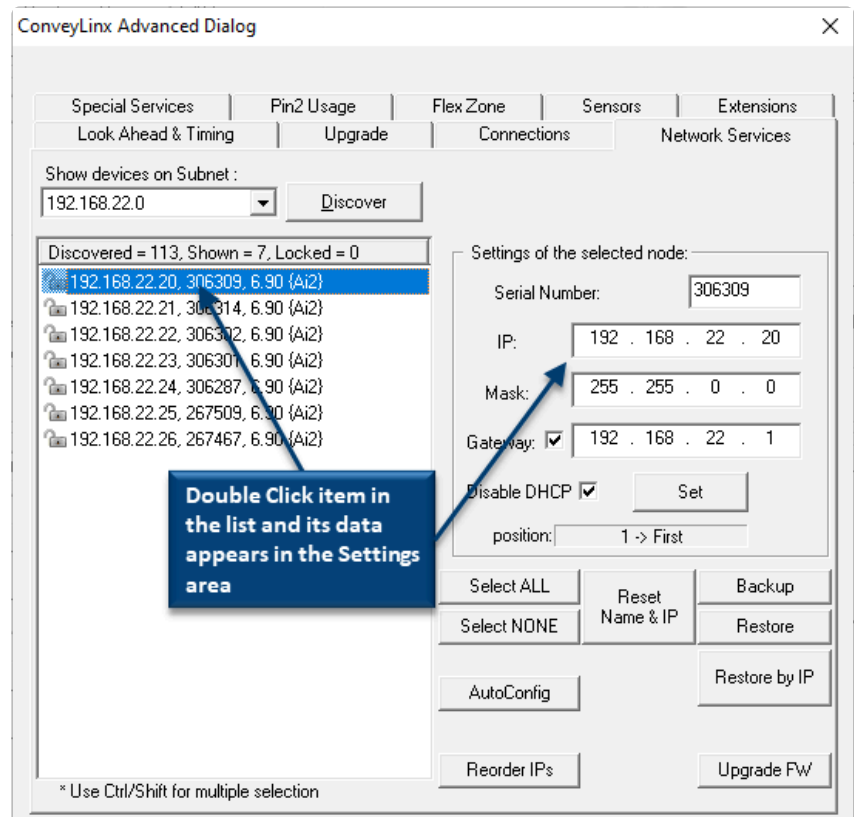 ConveyLinx Advanced Dialog
Special Services Pin2 Usage Flex Zone Sensors Extensions
Look Ahead & Timing Upgrade Connections Network Services
Show devices on Subnet :
192.168.22.0 Discover
Discovered = 113, Shown = 7, Locked = 0
192.168.22.20, 306309, 6.90 {Ai2}
192.168.22.21, 306314, 6.90 {Ai2}
192.168.22.22, 306302, 6.90 {Ai2}
192.168.22.23, 306301, 6.90 {Ai2}
192.168.22.24, 306287, 6.90 {Ai2}
192.168.22.25, 267509, 6.90 {Ai2}
192.168.22.26, 267467, 6.90 {Ai2}
Double Click item in
the list and its data
appears in the Settings
area
* Use Ctrl/Shift for multiple selection
Settings of the selected node:
Serial Number: 306309
IP: 192 . 168 . 22 . 20
Mask: 255 . 255 . 0 . 0
Gateway: 192 . 168 . 22 . 1
Disable DHCP Set
position: 1 -> First
Select ALL
Reset
Name & IP
Backup
Select NONE
Restore
AutoConfig
Restore by IP
Reorder IPs
Upgrade FW